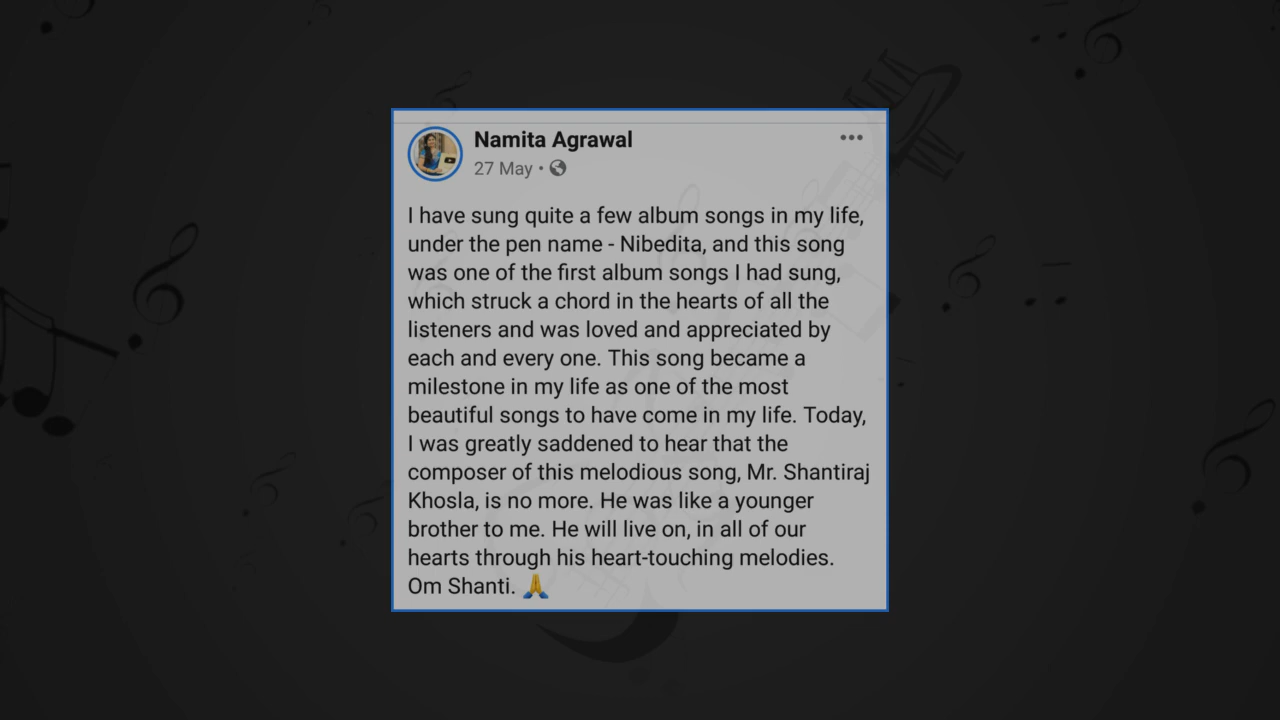 Namita Agrawal
27 May •
I have sung quite a few album songs in my life,
under the pen name - Nibedita, and this song
was one of the first album songs I had sung,
which struck a chord in the hearts of all the
listeners and was loved and appreciated by
each and every one. This song became a
milestone in my life as one of the most
beautiful songs to have come in my life. Today,
I was greatly saddened to hear that the
composer of this melodious song, Mr. Shantiraj
Khosla, is no more. He was like a younger
brother to me. He will live on, in all of our
hearts through his heart-touching melodies.
Om Shanti. 🙏